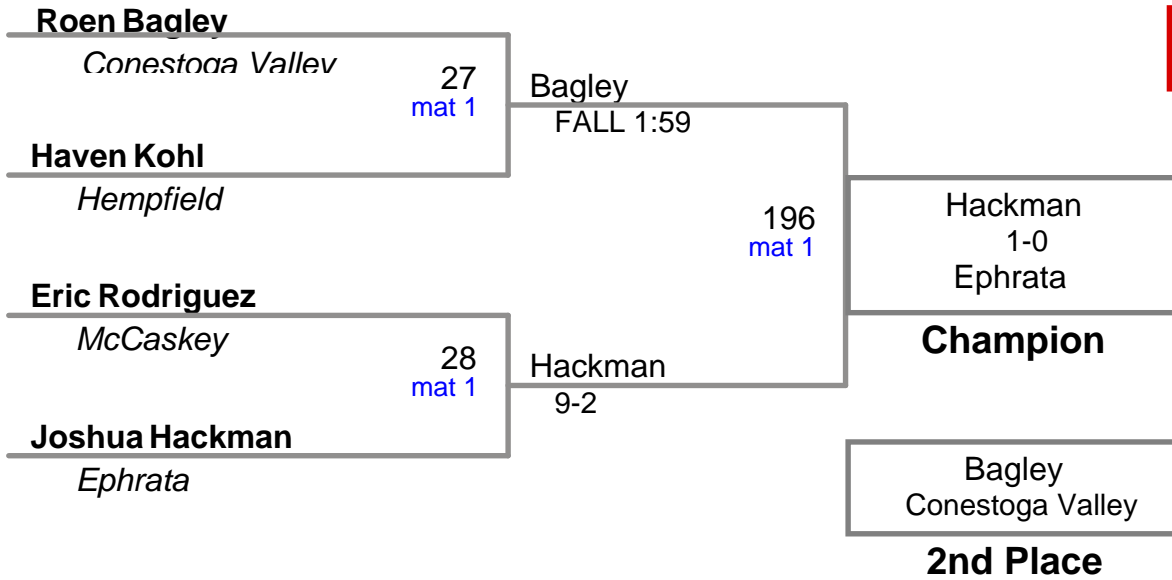 Roen Bagley
Conestoga Valley
27
mat 1
Bagley
FALL 1:59
Haven Kohl
Hempfield
196
mat 1
Hackman
1-0
Ephrata
Champion
Eric Rodriguez
McCaskey
28
mat 1
Hackman
9-2
Joshua Hackman
Ephrata
Bagley
Conestoga Valley
2nd Place